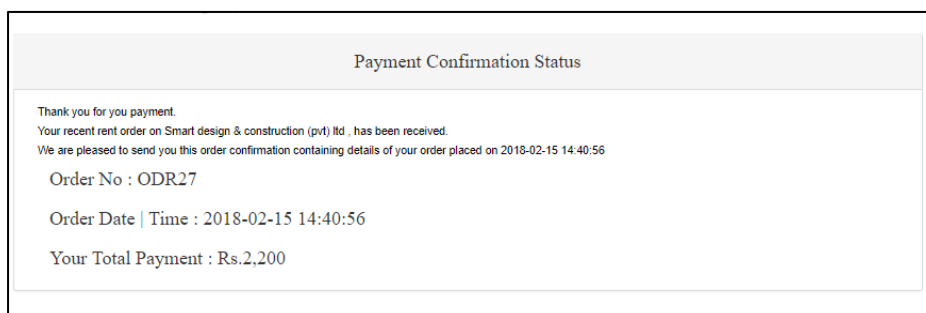 Payment Confirmation Status
Thank you for you payment.
Your recent rent order on Smart design & construction (pvt) ltd , has been received.
We are pleased to send you this order confirmation containing details of your order placed on 2018-02-15 14:40:56
Order No : ODR27
Order Date | Time : 2018-02-15 14:40:56
Your Total Payment : Rs.2,200